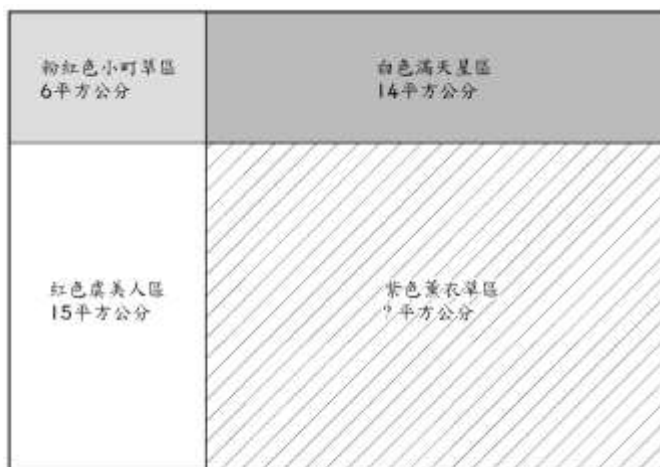 粉紅色小町草區
6平方公分
白色滿天星區
14平方公分
紅色虞美人區
15平方公分
紫色薰衣草區
? 平方公分